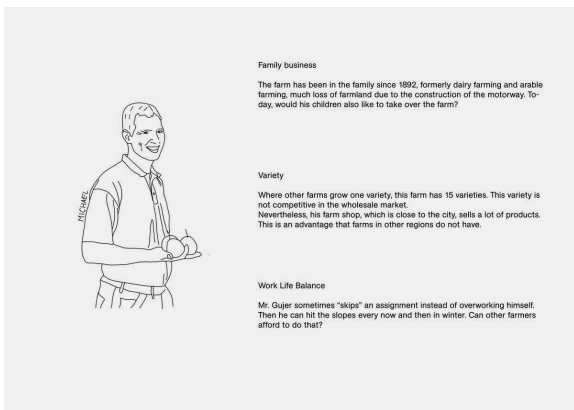 Family business
The farm has been in the family since 1892, formerly dairy farming and arable
farming, much loss of farmland due to the construction of the motorway. To-
day, would his children also like to take over the farm?
MICHAEL
Variety
Where other farms grow one variety, this farm has 15 varieties. This variety is
not competitive in the wholesale market.
Nevertheless, his farm shop, which is close to the city, sells a lot of products.
This is an advantage that farms in other regions do not have.
Work Life Balance
Mr. Gujer sometimes “skips” an assignment instead of overworking himself.
Then he can hit the slopes every now and then in winter. Can other farmers
afford to do that?